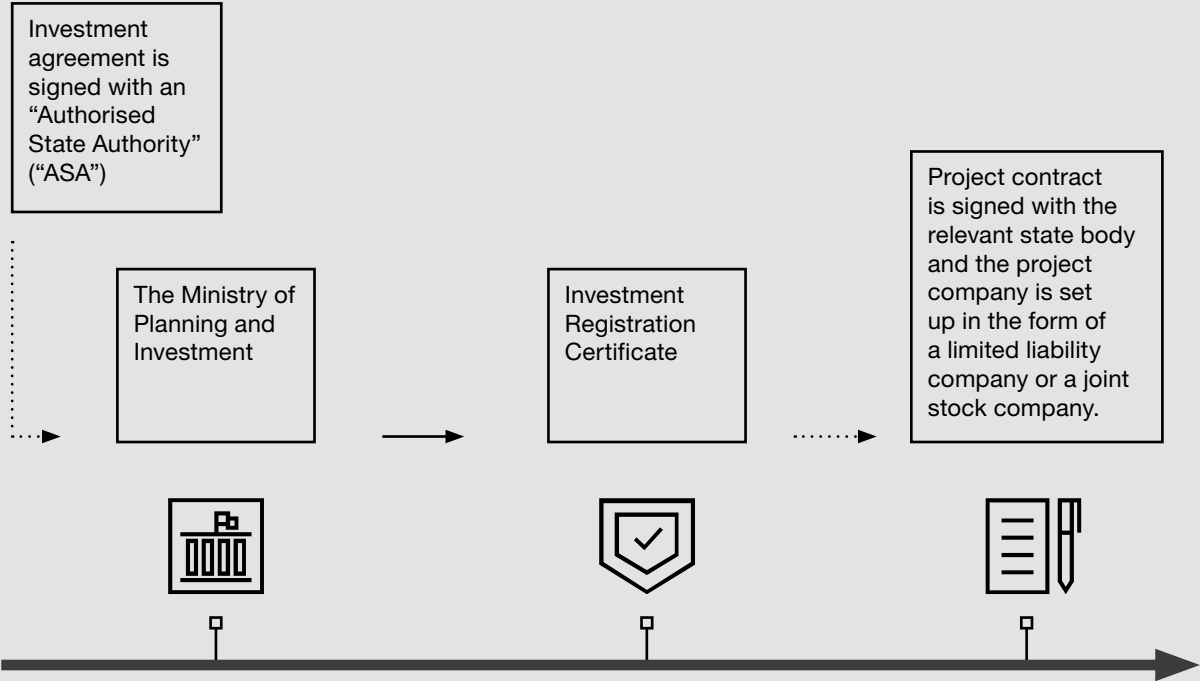 Investment
agreement is
signed with an
“Authorised
State Authority”
(“ASA”)
The Ministry of
Planning and
Investment
Investment
Registration
Certificate
Project contract
is signed with the
relevant state body
and the project
company is set
up in the form of
a limited liability
company or a joint
stock company.